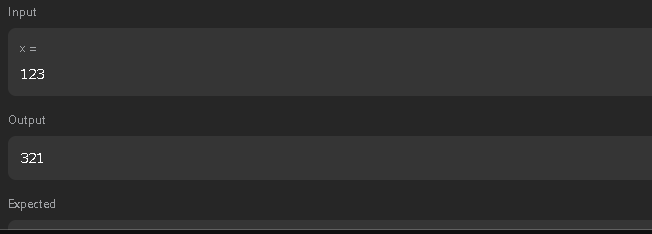 Input
x =
123
Output
321
Expected